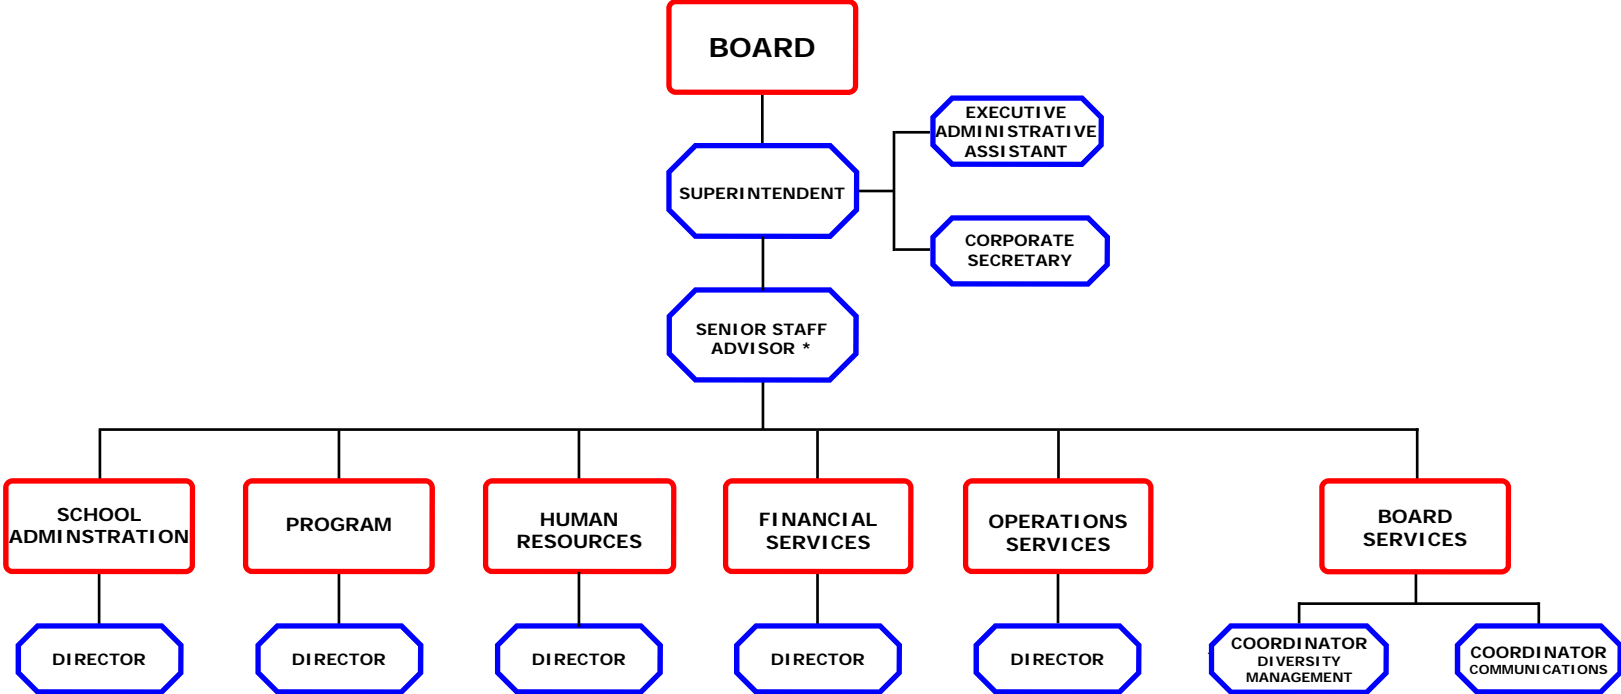 BOARD
EXECUTIVE
ADMINISTRATIVE
ASSISTANT
SUPERINTENDENT
CORPORATE
SECRETARY
SENIOR STAFF
ADVISOR *
SCHOOL
ADMINSTRATION
PROGRAM
HUMAN
RESOURCES
FINANCIAL
SERVICES
OPERATIONS
SERVICES
BOARD
SERVICES
DIRECTOR
DIRECTOR
DIRECTOR
DIRECTOR
DIRECTOR
COORDINATOR
DIVERSITY
MANAGEMENT
COORDINATOR
COMMUNICATIONS